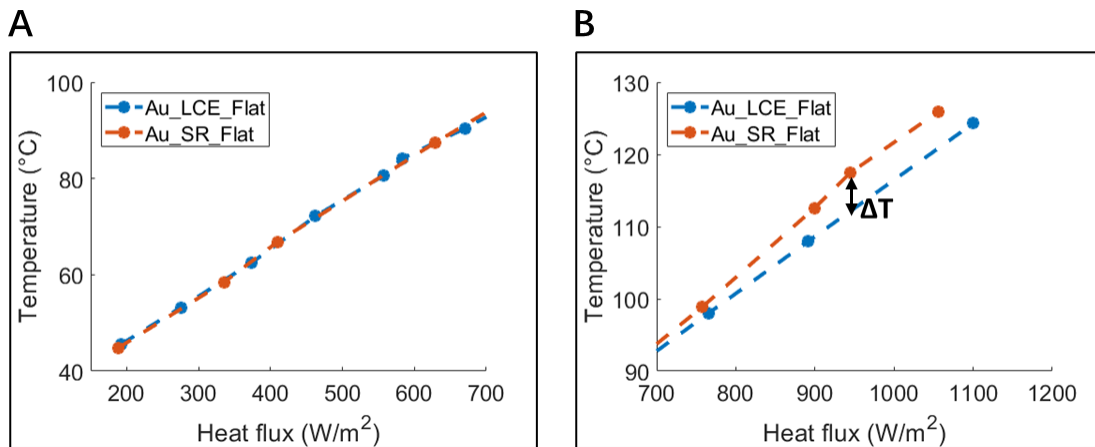 A
Temperature (°C)
100
80
60
40
Au_LCE_Flat
Au_SR_Flat
200 300 400 500 600 700
Heat flux (W/m²)
B
Temperature (°C)
130
120
110
100
90
Au_LCE_Flat
Au_SR_Flat
ΔT
700 800 900 1000 1100 1200
Heat flux (W/m²)